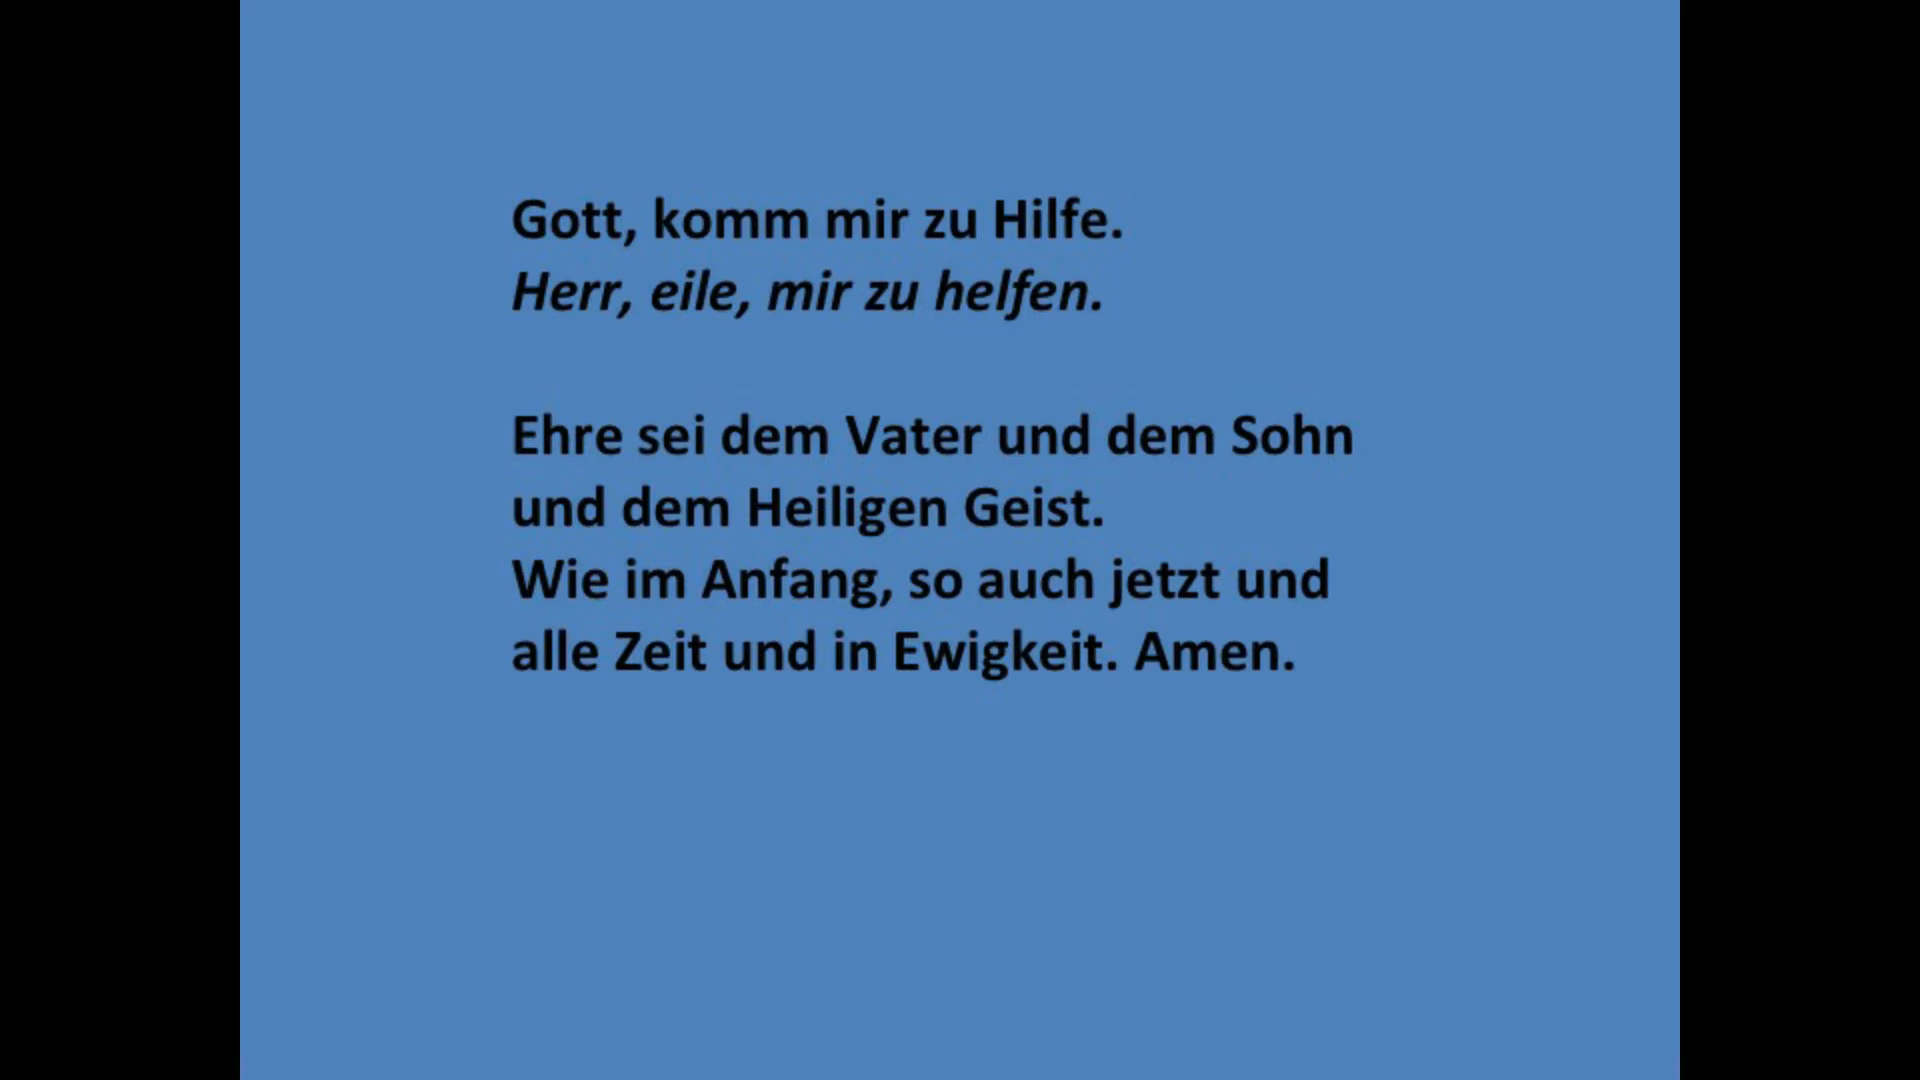 Gott, komm mir zu Hilfe.
Herr, eile, mir zu helfen.
Ehre sei dem Vater und dem Sohn
und dem Heiligen Geist.
Wie im Anfang, so auch jetzt und
alle Zeit und in Ewigkeit. Amen.